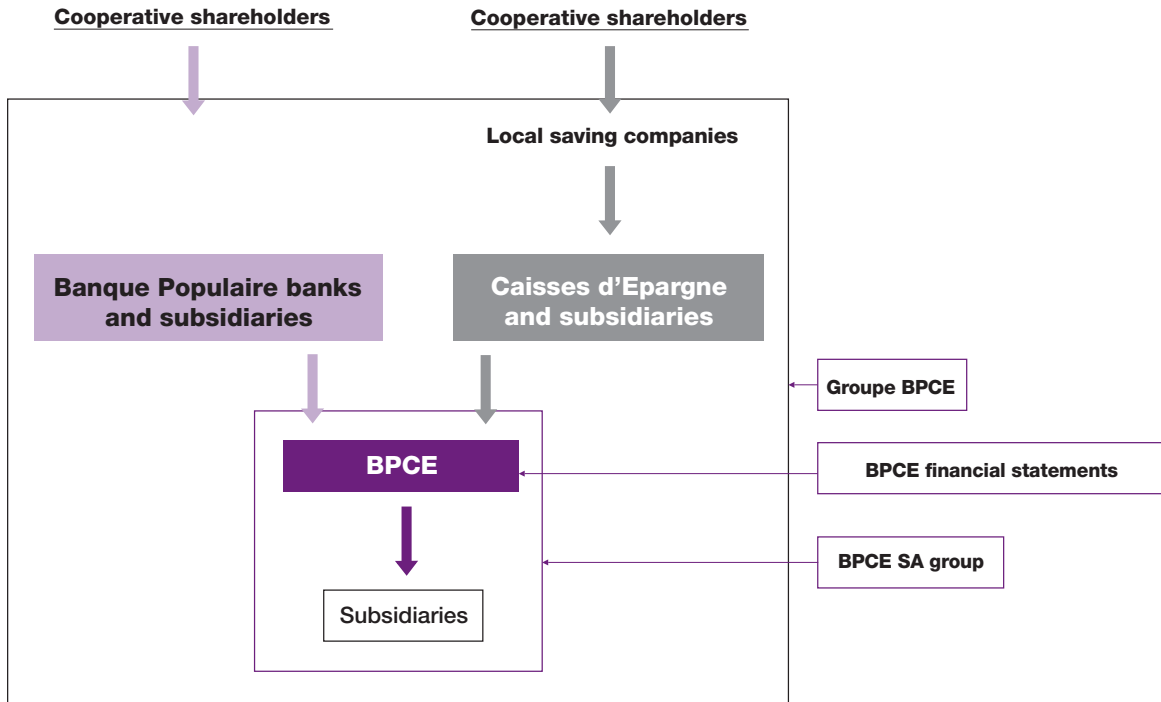 Cooperative shareholders
Cooperative shareholders
Local saving companies
Banque Populaire banks
and subsidiaries
Caisses d'Epargne
and subsidiaries
Groupe BPCE
BPCE
BPCE financial statements
BPCE SA group
Subsidiaries